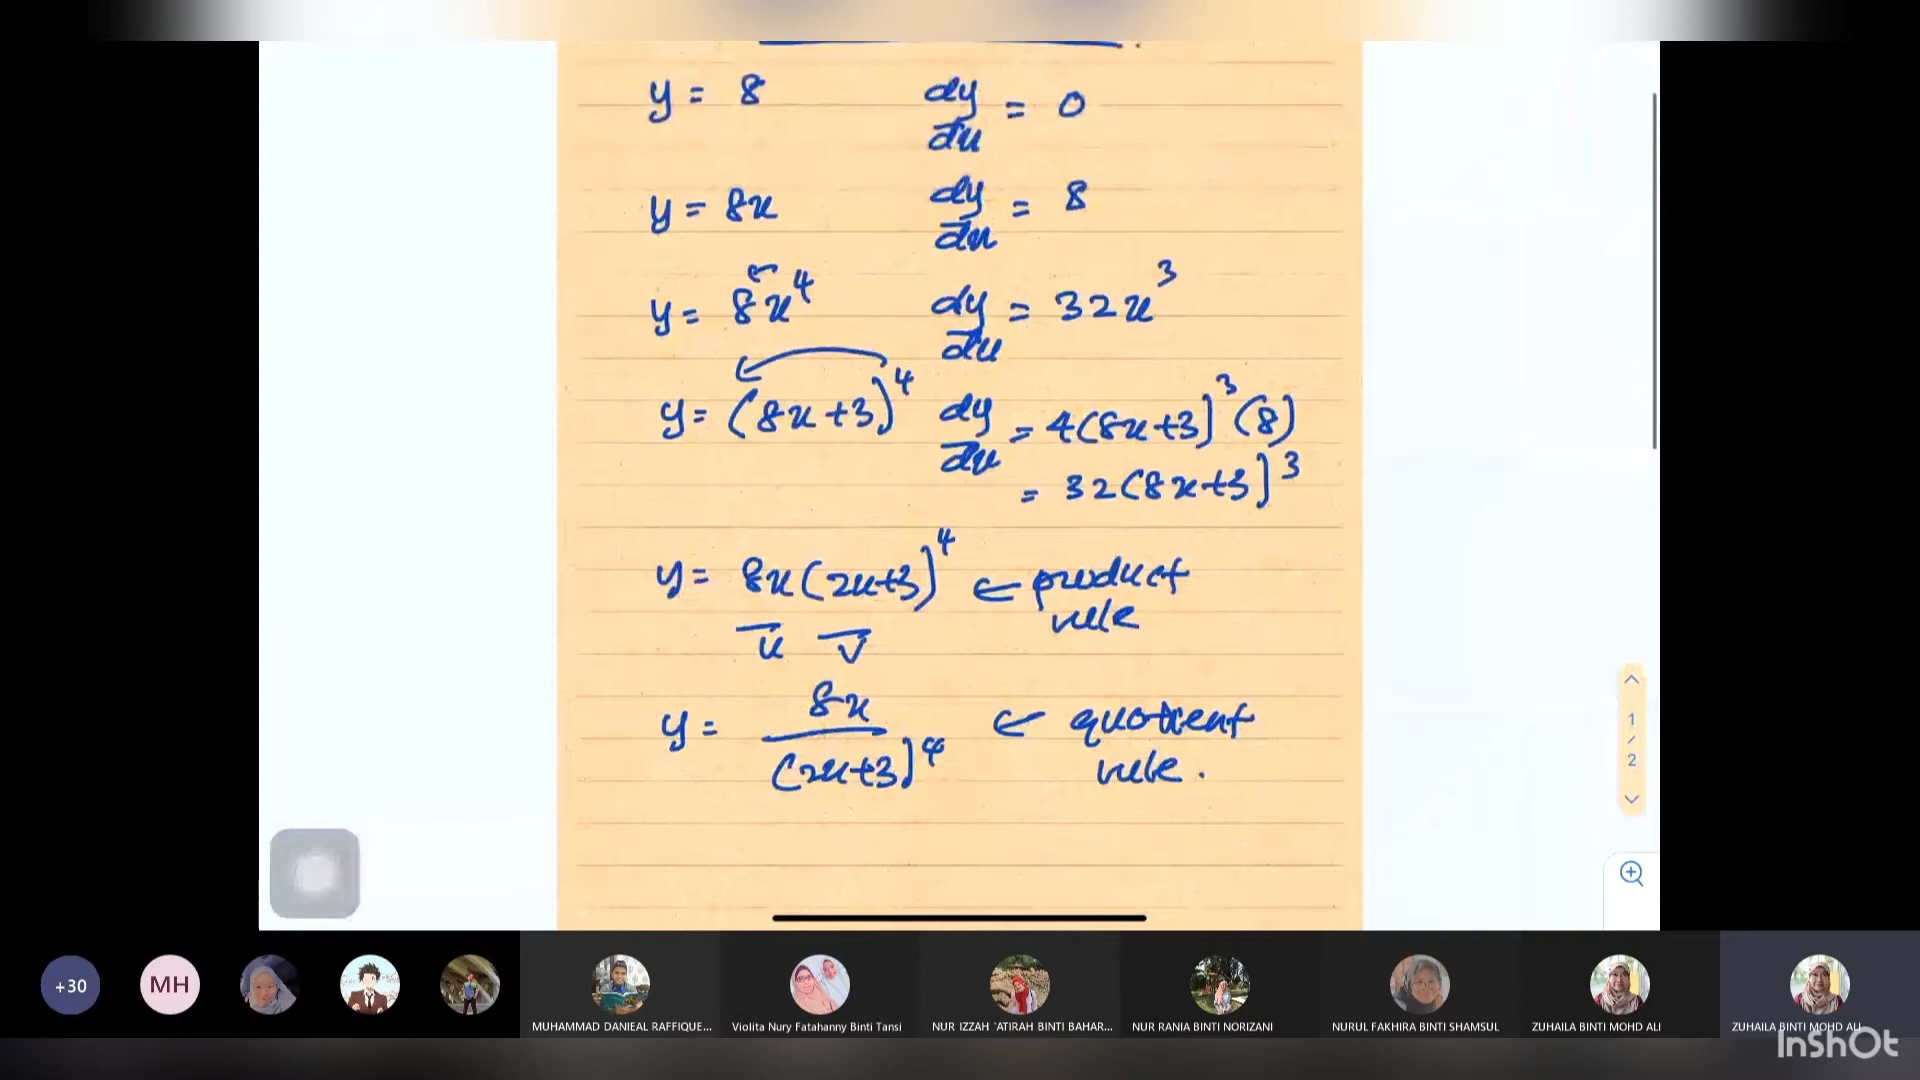 y = 8 dy/dx = 0
y = 8x dy/dx = 8
y = 8x⁴ dy/dx = 32x³
y = (8x+3)⁴ dy/dx = 4(8x+3)³(8)
= 32(8x+3)³
y = 8x(2x+3)⁴ ← product
rule
u v
y = 8x/(2x+3)⁴ ← quotient
rule.
1
/
2
+30
MH
MUHAMMAD DANIEAL RAFFIQUE...
Violita Nury Fatahanny Binti Tansi
NUR IZZAH `ATIRAH BINTI BAHAR...
NUR RANIA BINTI NORIZANI
NURUL FAKHIRA BINTI SHAMSUL
ZUHAILA BINTI MOHD ALI
ZUHAILA BINTI MOHD ALI
InShOt